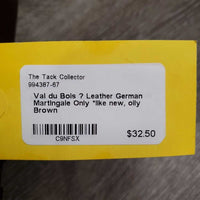 The Tack Collector
994387-67
Val du Bois ? Leather German
Martingale Only *like new, oily
Brown
C9NFSX
$32.50